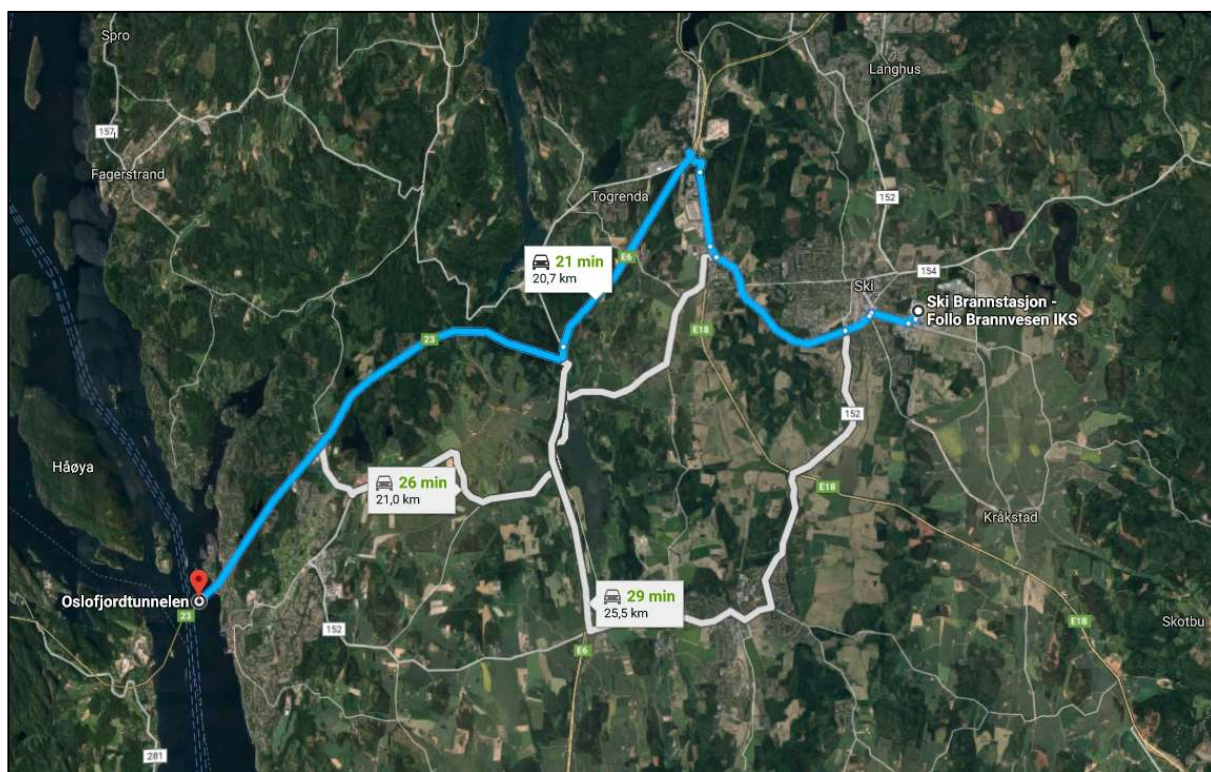 Spro
Langhus
157
Fagerstrand
Togrenda
152
21 min
20,7 km
E6
154
Ski
Ski Brannstasjon -
Follo Brannvesen IKS
E18
23
152
Håøya
26 min
21,0 km
E18
Kråkstad
Oslofjordtunnelen
23
29 min
25,5 km
152
E6
E18
Skotbu
281